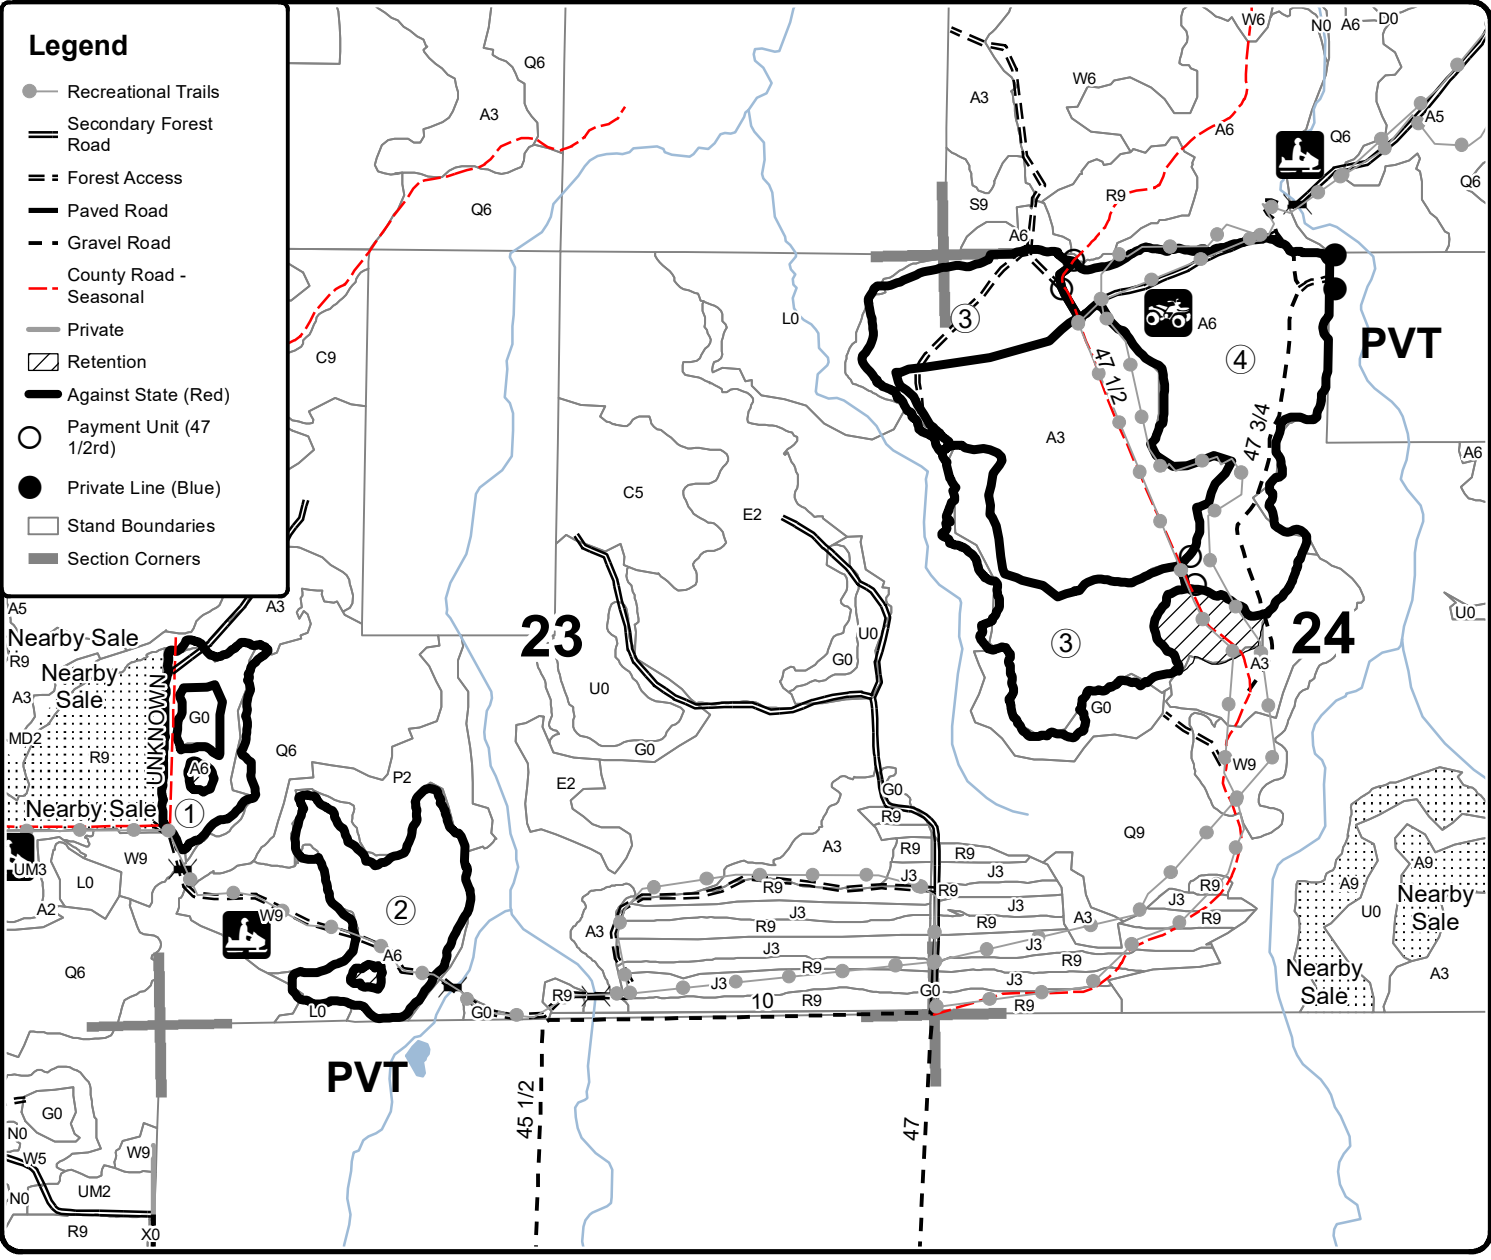 Legend
Recreational Trails
Secondary Forest
Road
Forest Access
Paved Road
Gravel Road
County Road -
Seasonal
Private
Retention
Against State (Red)
Payment Unit (47
1/2rd)
Private Line (Blue)
Stand Boundaries
Section Corners
Q6
A3
Q6
C9
W6
N0
A6
D0
W6
A3
A6
A5
Q6
Q6
R9
S9
A6
L0
3
A6
PVT
4
47 1/2
47 3/4
A3
A6
C5
E2
A5
A3
Nearby Sale
R9
Nearby
Sale
A3
MD2
R9
UNKNOWN
G0
A6
Q6
Nearby Sale
1
P2
23
U0
G0
U0
G0
E2
3
24
A3
G0
U0
W9
G0
R9
Q9
UM3
W9
L0
A2
A3
R9
R9
J3
J3
R9
R9
J3
J3
R9
R9
J3
J3
R9
R9
J3
J3
G0
10
R9
R9
A3
R9
J3
R9
A3
A9
A9
U0
Nearby
Sale
Nearby
Sale
A3
2
W9
A6
L0
G0
R9
Q6
PVT
45 1/2
47
G0
N0
W5
W9
N0
UM2
R9
X0